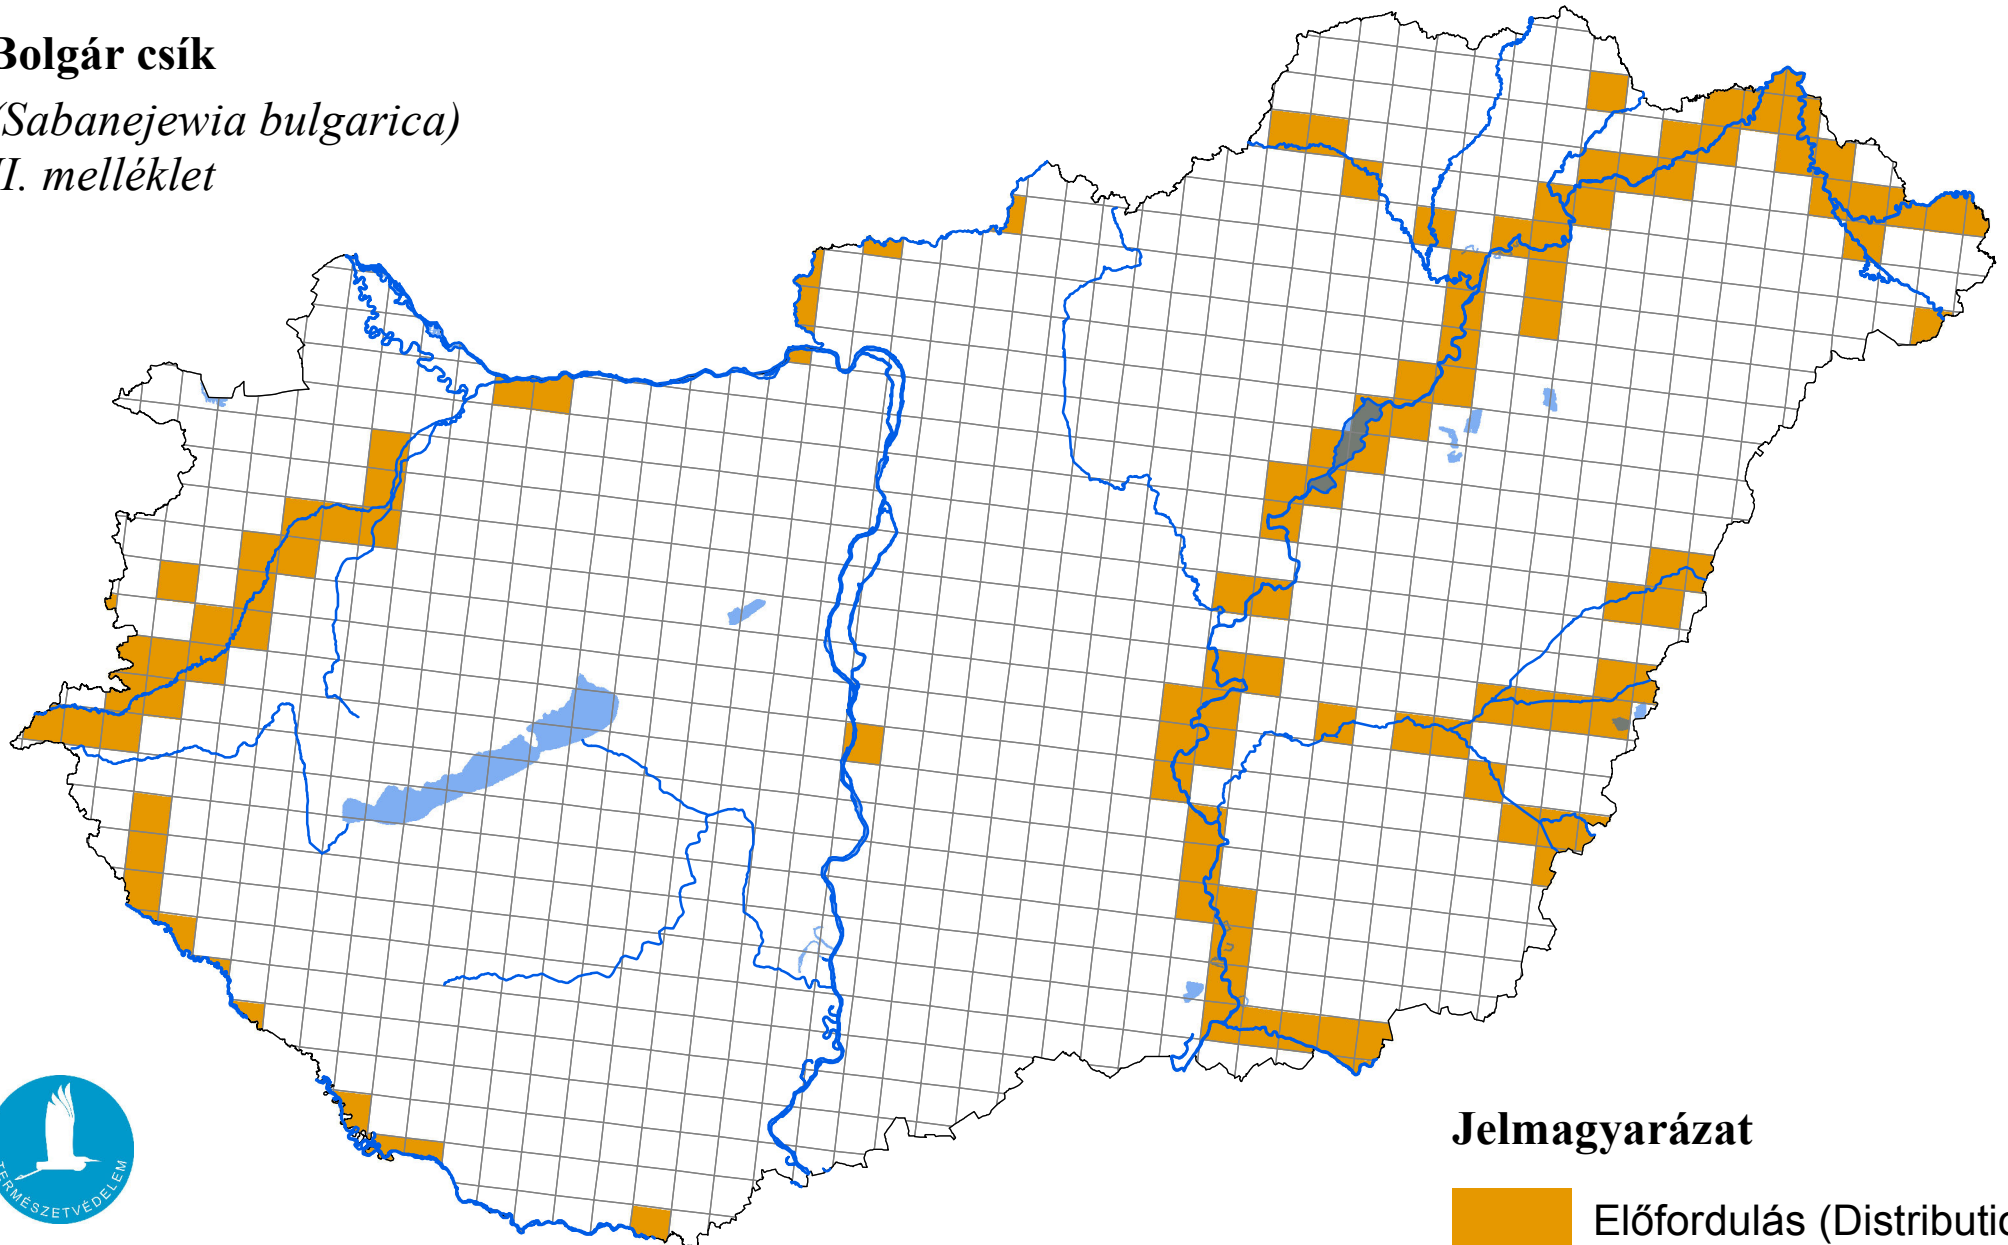 Bolgár csík
(Sabanejewia bulgarica)
II. melléklet
TERMÉSZETVÉDELEM
Jelmagyarázat
Előfordulás (Distributio